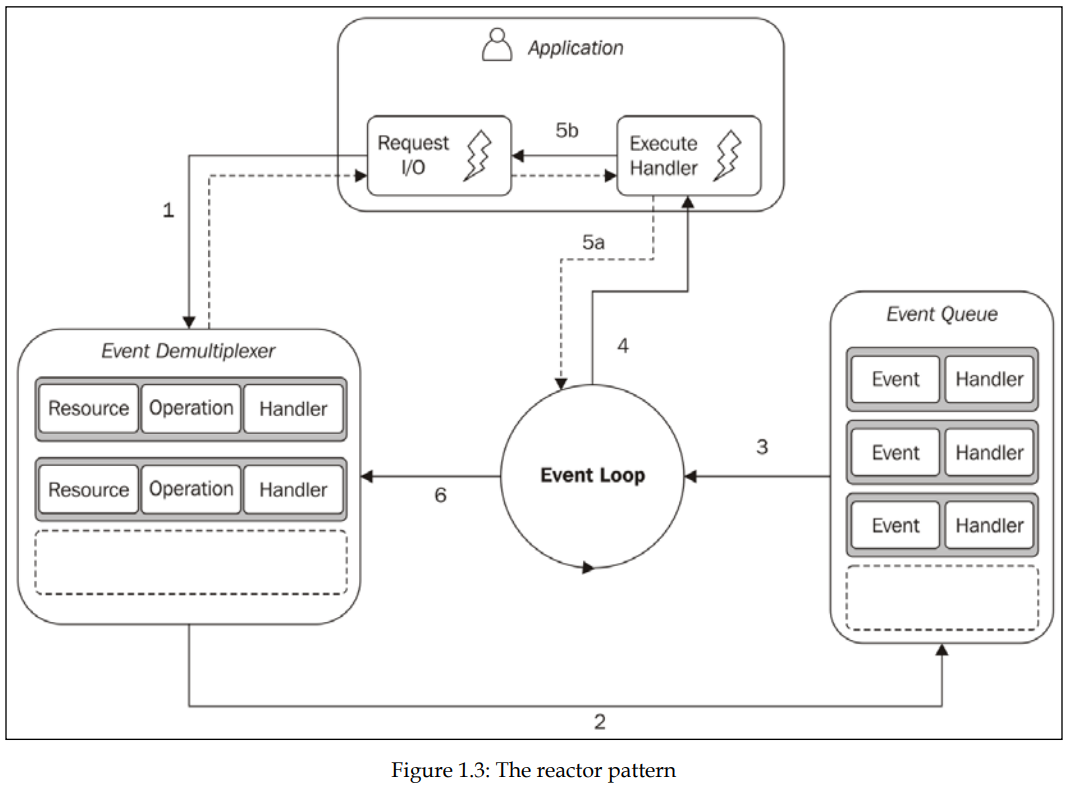 Application
Request
I/O
5b
Execute
Handler
1
5a
4
Event Demultiplexer
Resource Operation Handler
Resource Operation Handler
Event Loop
6
3
Event Queue
Event Handler
Event Handler
Event Handler
2
Figure 1.3: The reactor pattern